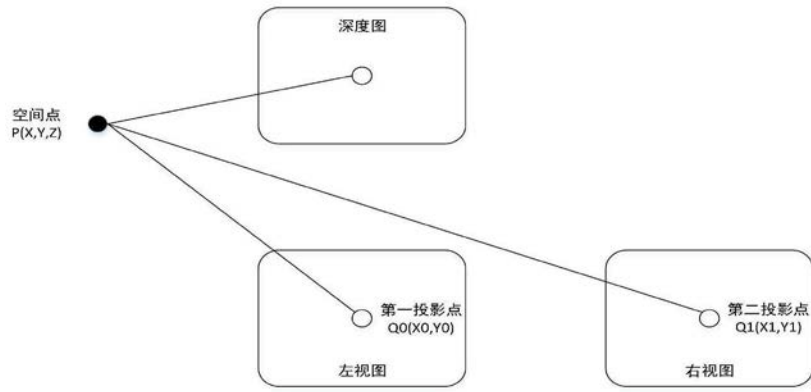 深度图
空间点
P(X,Y,Z)
第一投影点
Q0(X0,Y0)
左视图
第二投影点
Q1(X1,Y1)
右视图